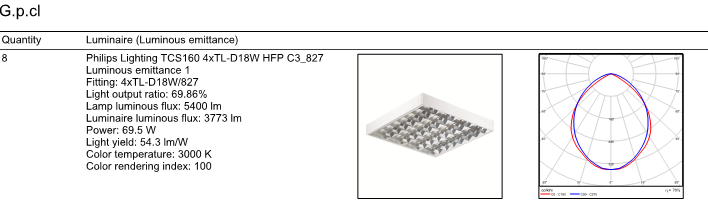 G.p.cl
Quantity Luminaire (Luminous emittance)
8 Philips Lighting TCS160 4xTL-D18W HFP C3_827
Luminous emittance 1
Fitting: 4xTL-D18W/827
Light output ratio: 69.86%
Lamp luminous flux: 5400 lm
Luminaire luminous flux: 3773 lm
Power: 69.5 W
Light yield: 54.3 lm/W
Color temperature: 3000 K
Color rendering index: 100